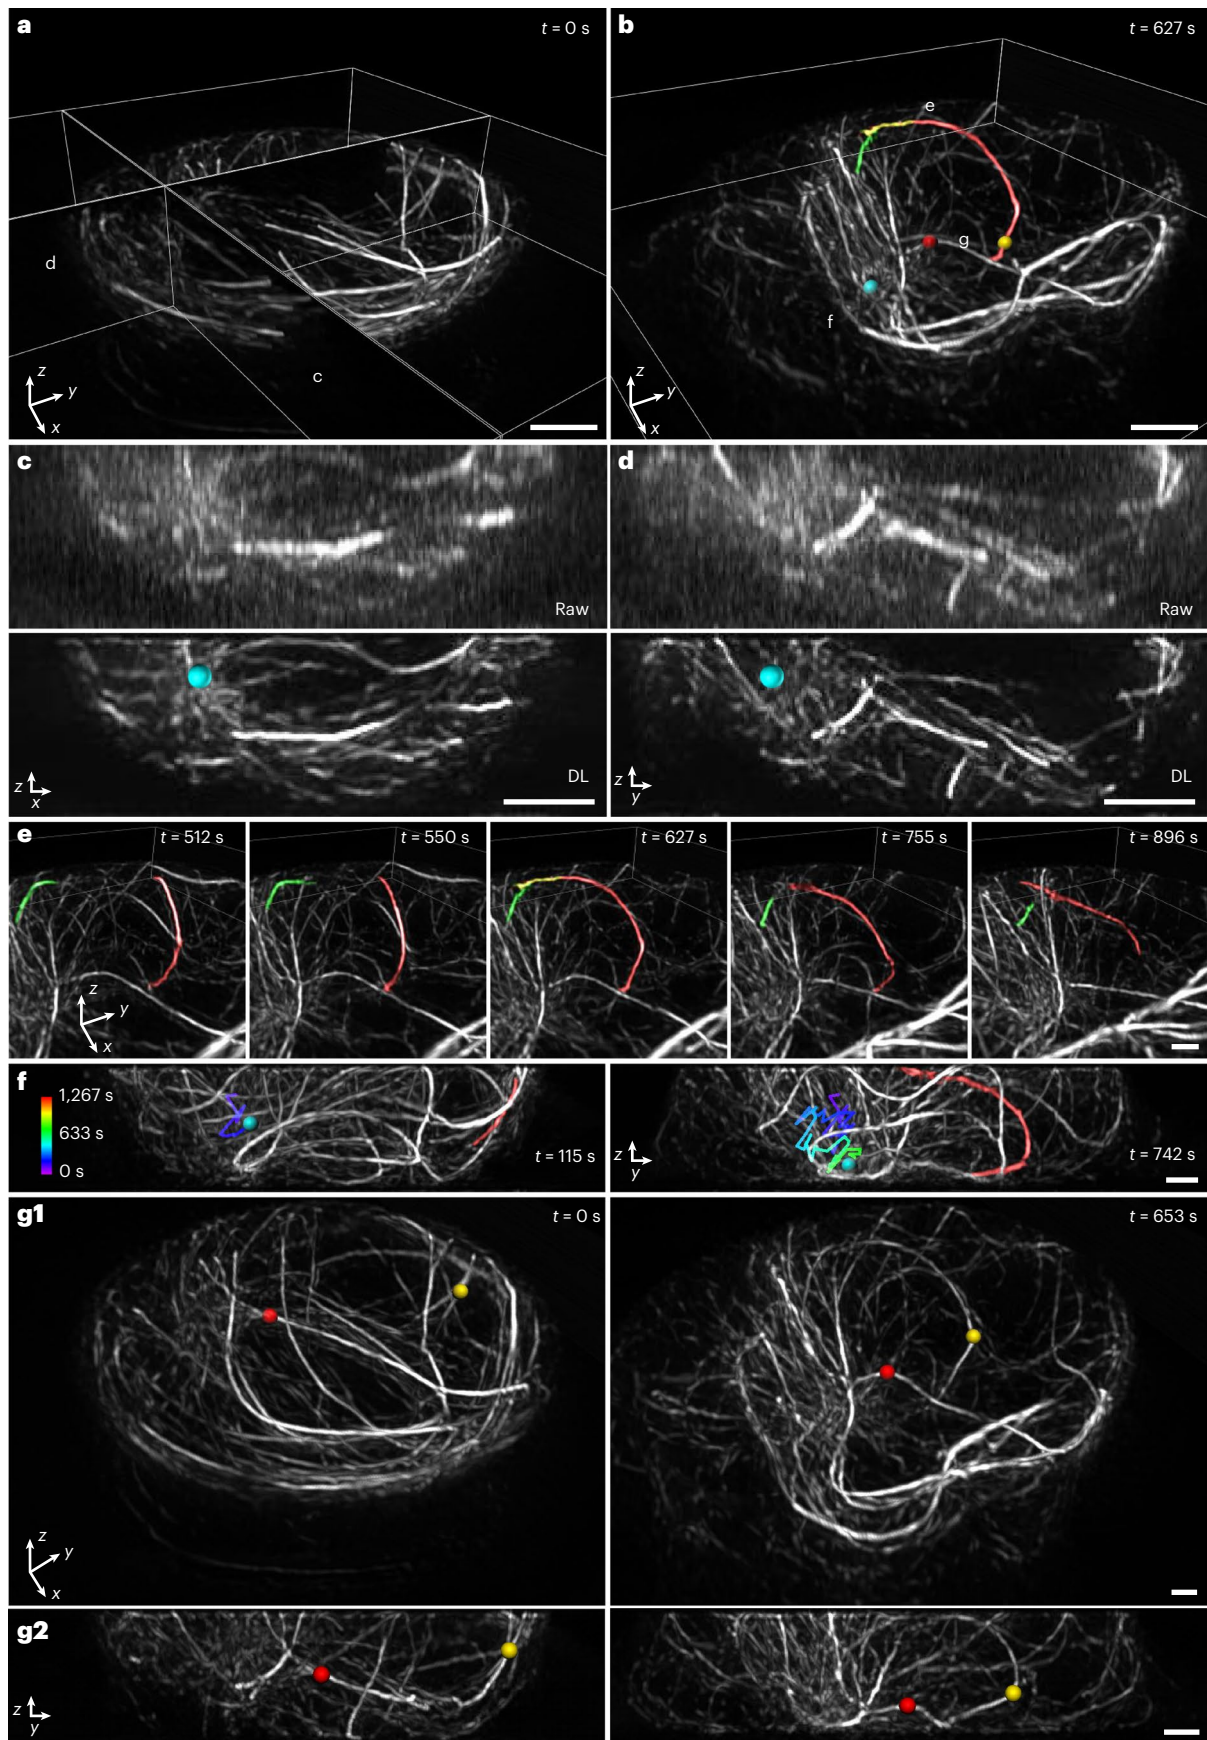 a
t = 0 s
d
c
z
y
x
b
t = 627 s
e
g
f
z
y
x
c
Raw
DL
z
x
d
Raw
DL
z
y
e
t = 512 s
t = 550 s
t = 627 s
t = 755 s
t = 896 s
z
y
x
f
1,267 s
633 s
0 s
t = 115 s
z
y
t = 742 s
g1
t = 0 s
t = 653 s
z
y
x
g2
z
y